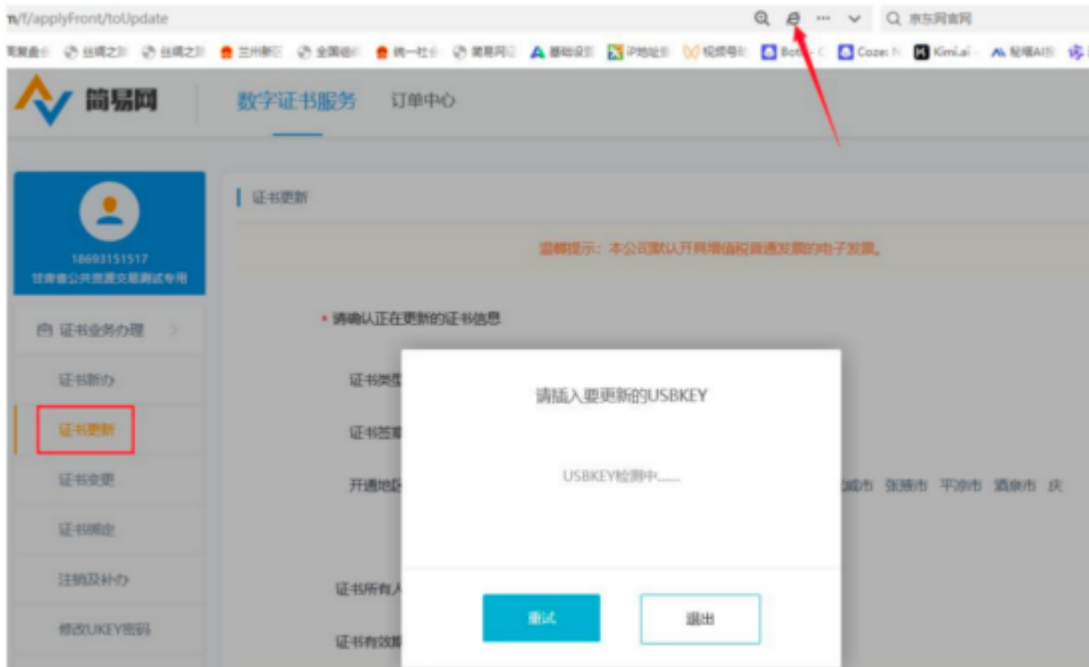 /f/applyFront/toUpdate
京东网官网
兰州新区
简易网
数字证书服务 订单中心
证书更新
18693151517
甘肃省公共资源交易测试专用
温馨提示：本公司默认开具增值税普通发票的电子发票。
证书业务办理
* 请确认正在更新的证书信息
证书新办
证书类型
请插入要更新的USBKEY
证书更新
证书签章
USBKEY检测中......
证书变更
开通地区
张掖市 平凉市 酒泉市 庆
证书绑定
注销及补办
证书所有人
重试
退出
修改UKEY密码
证书有效期